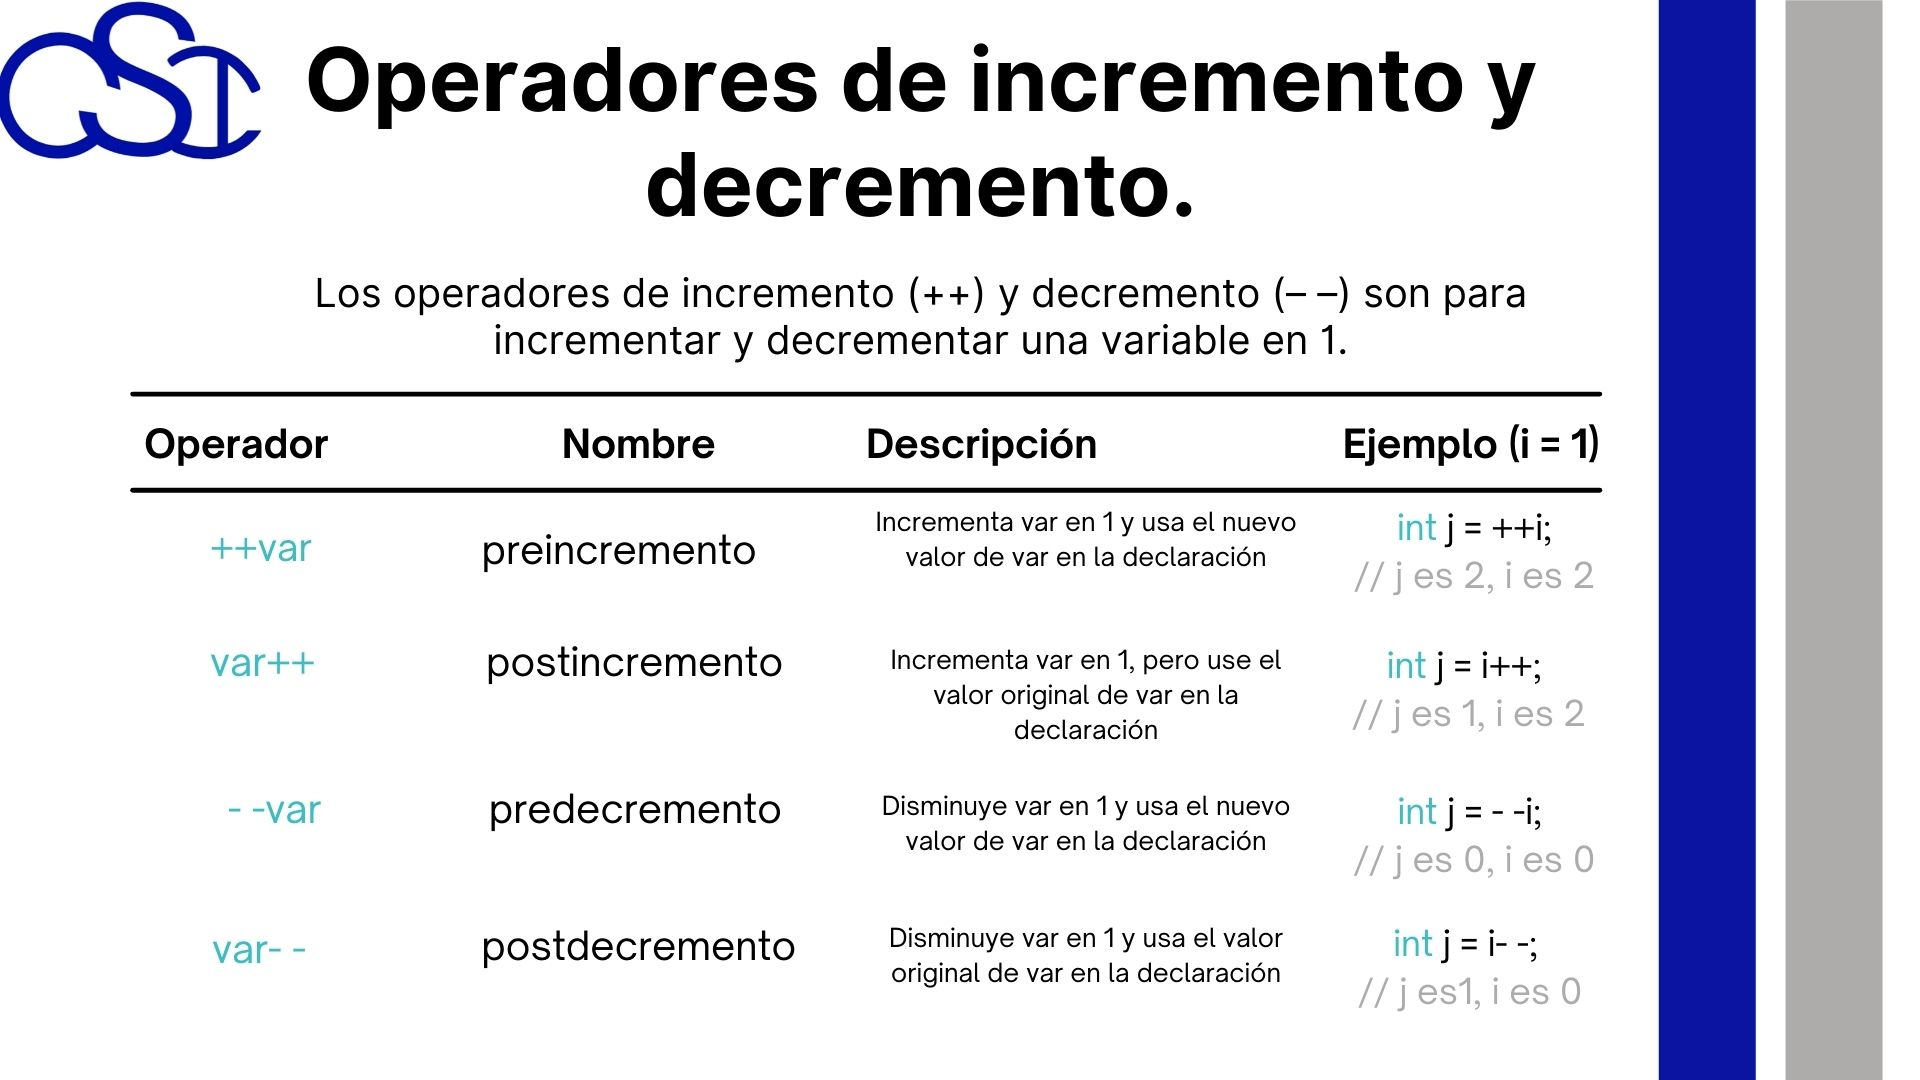 CSTI
Operadores de incremento y
decremento.
Los operadores de incremento (++) y decremento (– –) son para
incrementar y decrementar una variable en 1.
Operador Nombre Descripción Ejemplo (i = 1)
++var preincremento
Incrementa var en 1 y usa el nuevo
valor de var en la declaración
int j = ++i;
// j es 2, i es 2
var++ postincremento
Incrementa var en 1, pero use el
valor original de var en la
declaración
int j = i++;
// j es 1, i es 2
- -var predecremento
Disminuye var en 1 y usa el nuevo
valor de var en la declaración
int j = - -i;
// j es 0, i es 0
var- - postdecremento
Disminuye var en 1 y usa el valor
original de var en la declaración
int j = i- -;
// j es1, i es 0